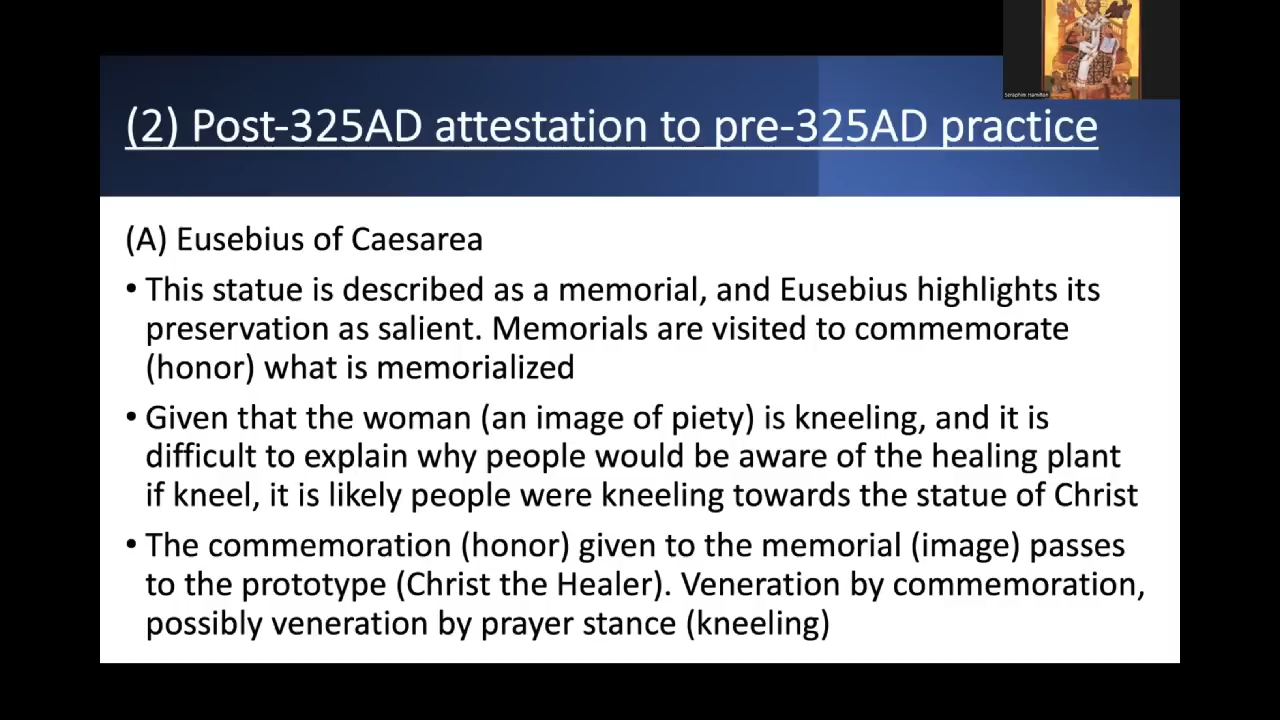 Seraphim Hamilton
(2) Post-325AD attestation to pre-325AD practice
(A) Eusebius of Caesarea
• This statue is described as a memorial, and Eusebius highlights its
preservation as salient. Memorials are visited to commemorate
(honor) what is memorialized
• Given that the woman (an image of piety) is kneeling, and it is
difficult to explain why people would be aware of the healing plant
if kneel, it is likely people were kneeling towards the statue of Christ
• The commemoration (honor) given to the memorial (image) passes
to the prototype (Christ the Healer). Veneration by commemoration,
possibly veneration by prayer stance (kneeling)